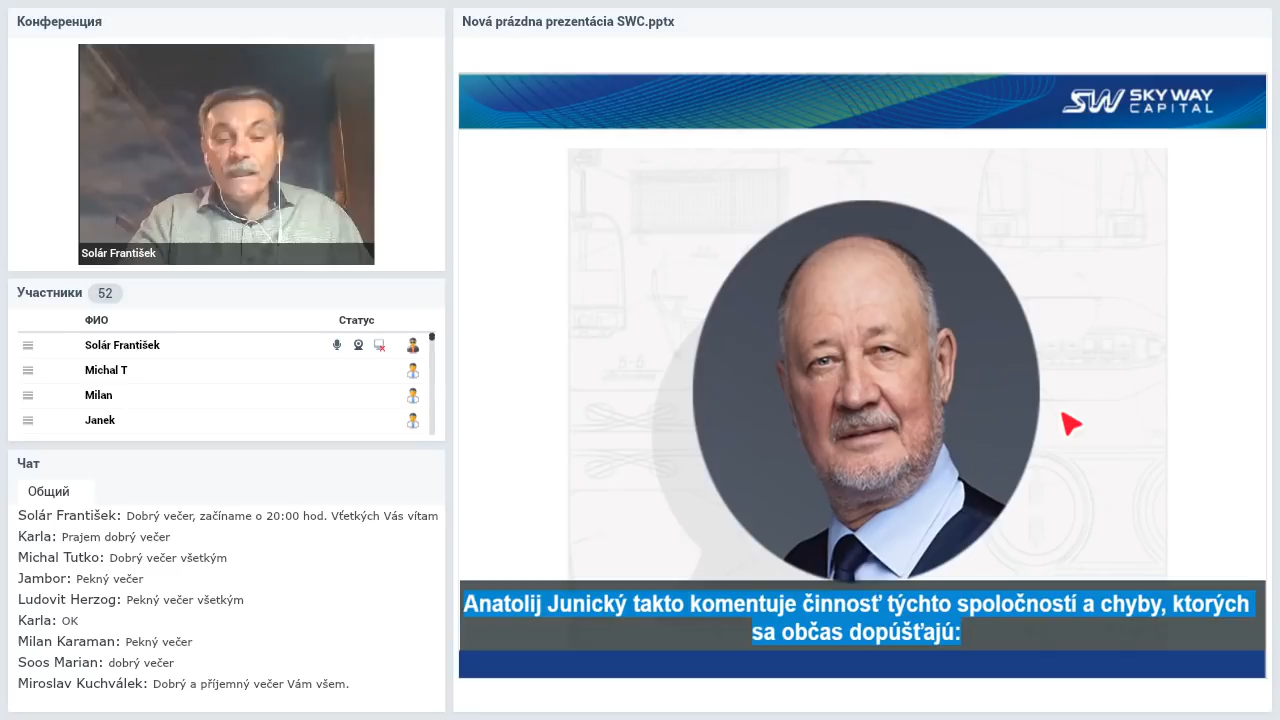 Конференция
Solár František
Участники 52
ФИО Статус
Solár František
Michal T
Milan
Janek
Чат
Общий
Solár František: Dobrý večer, začíname o 20:00 hod. Vťetkých Vás vítam
Karla: Prajem dobrý večer
Michal Tutko: Dobrý večer všetkým
Jambor: Pekný večer
Ludovit Herzog: Pekný večer všetkým
Karla: OK
Milan Karaman: Pekný večer
Soos Marian: dobrý večer
Miroslav Kuchválek: Dobrý a příjemný večer Vám všem.
Nová prázdna prezentácia SWC.pptx
SW SKY WAY
CAPITAL
Anatolij Junický takto komentuje činnosť týchto spoločností a chyby, ktorých
sa občas dopúšťajú: